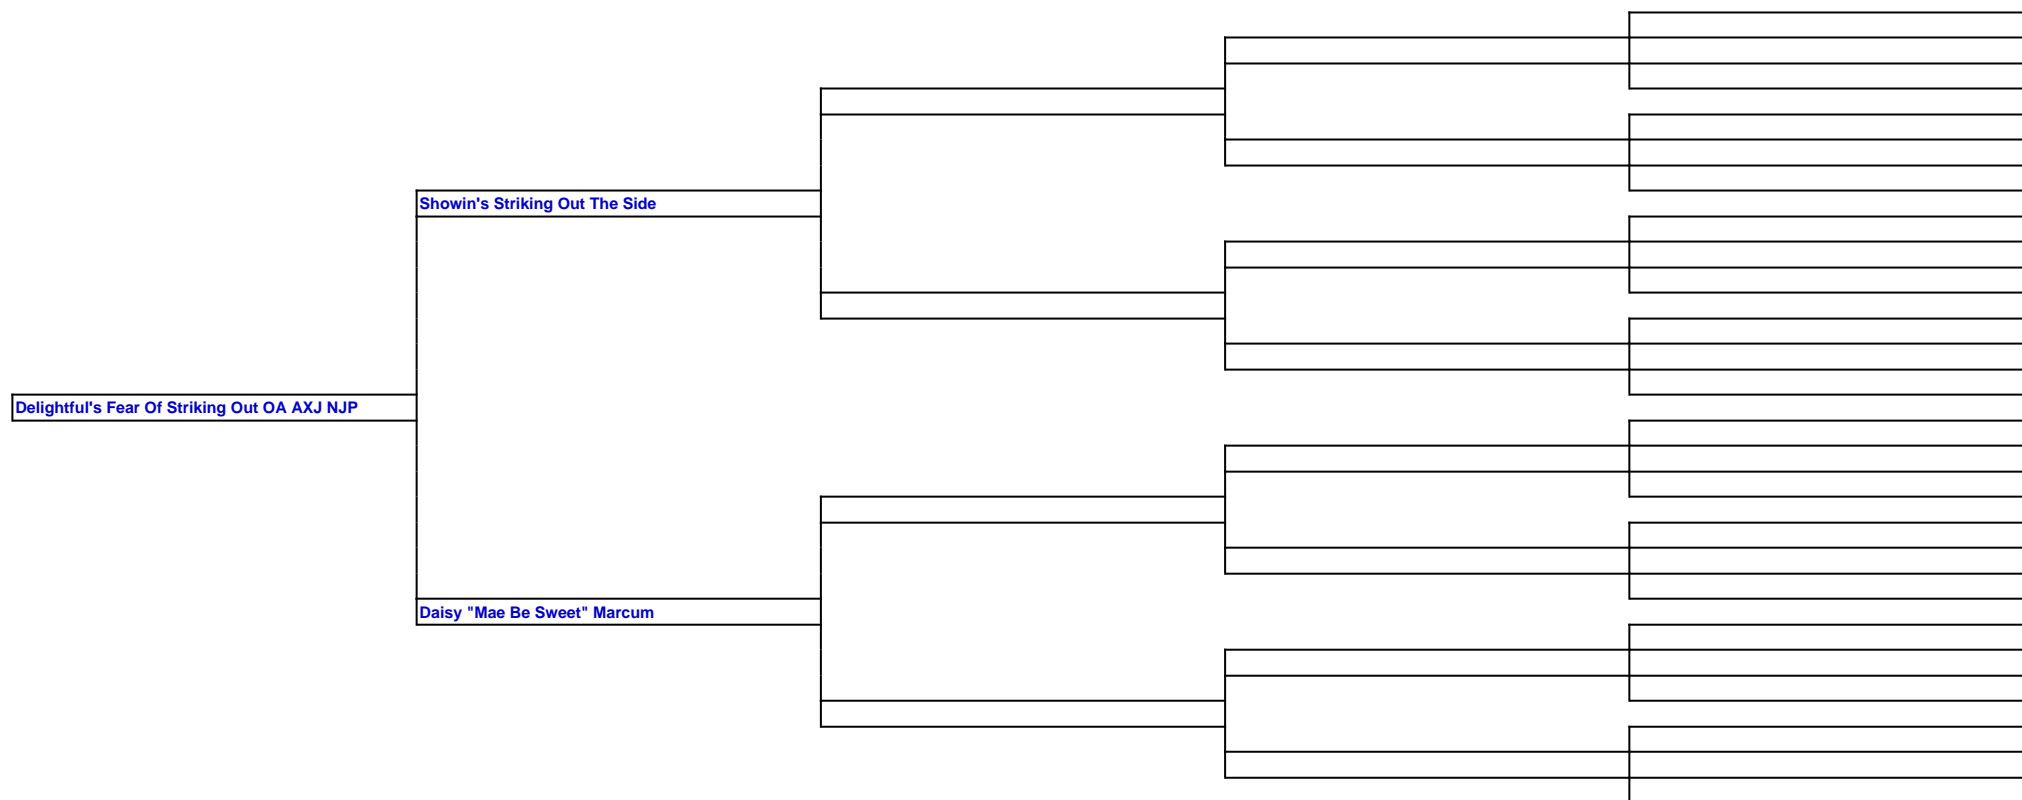 Showin's Striking Out The Side
Delightful's Fear Of Striking Out OA AXJ NJP
Daisy "Mae Be Sweet" Marcum